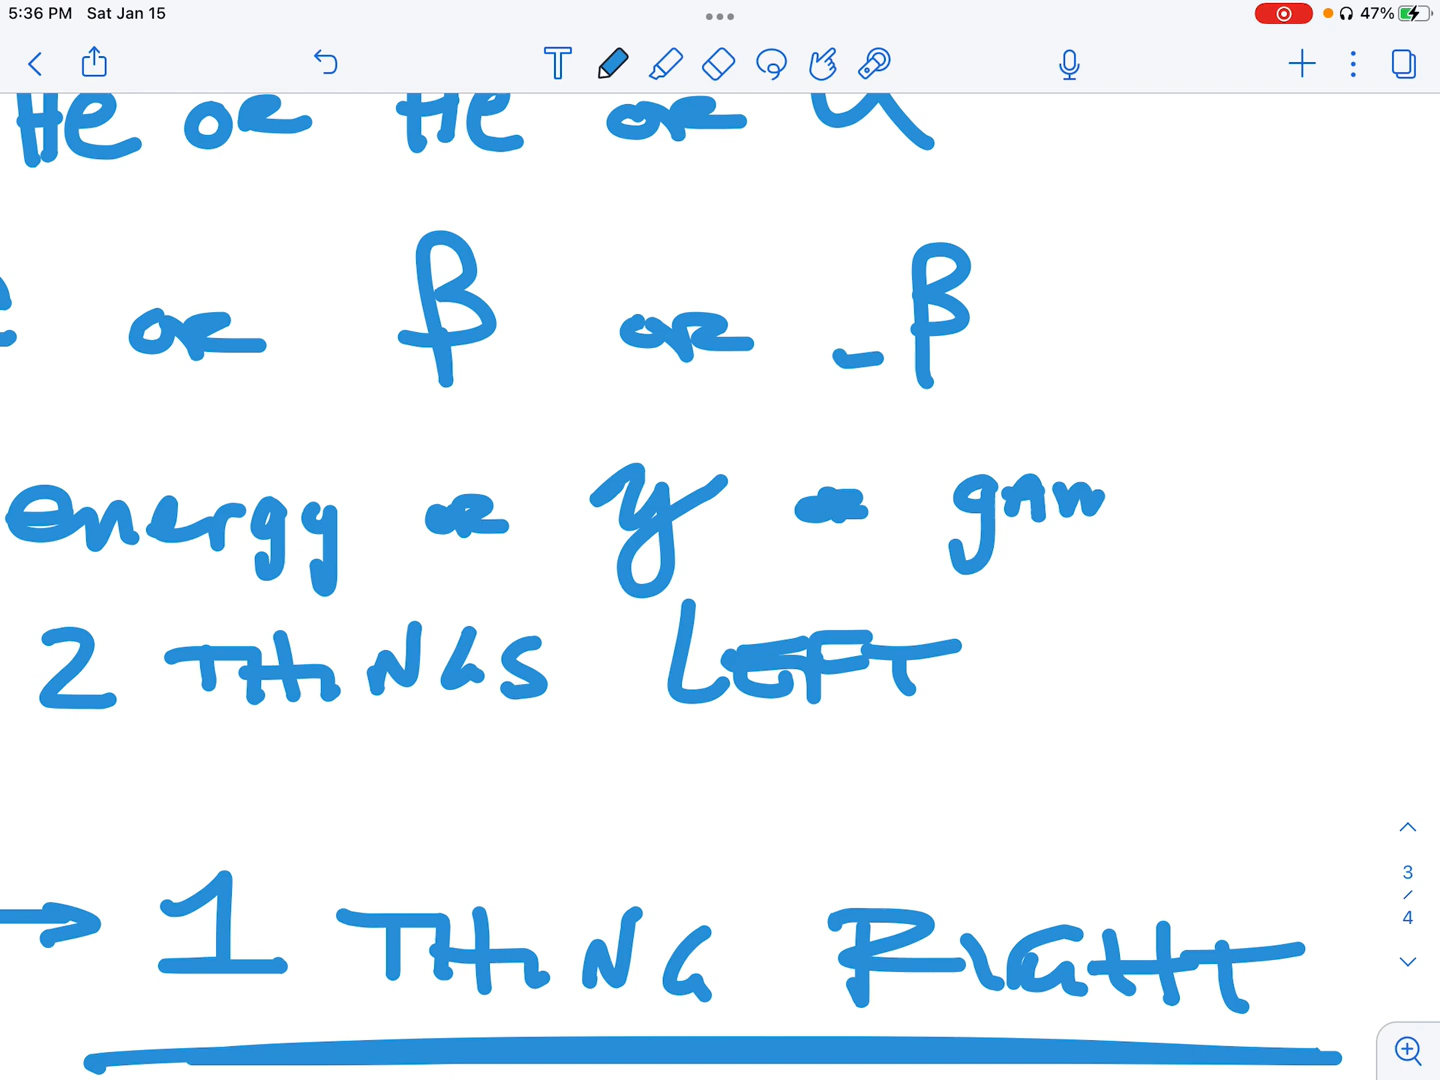 5:36 PM Sat Jan 15 47%
T
He or He or α
or β or -β
energy or γ or gam
2 THINGS LEFT
3
/
4
→ 1 THING RIGHT